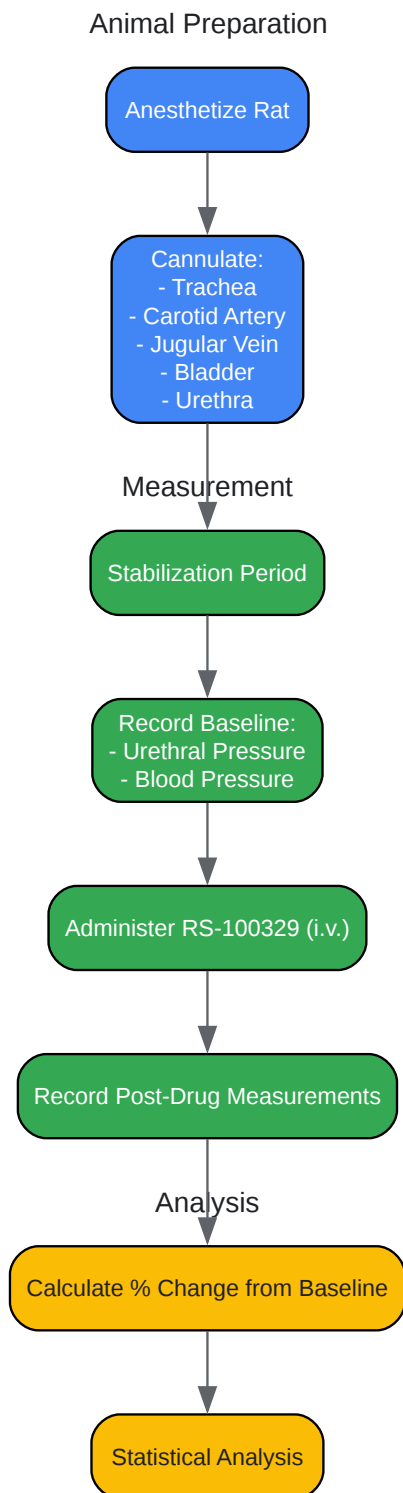 Animal Preparation
Anesthetize Rat
Cannulate:
- Trachea
- Carotid Artery
- Jugular Vein
- Bladder
- Urethra
Measurement
Stabilization Period
Record Baseline:
- Urethral Pressure
- Blood Pressure
Administer RS-100329 (i.v.)
Record Post-Drug Measurements
Analysis
Calculate % Change from Baseline
Statistical Analysis